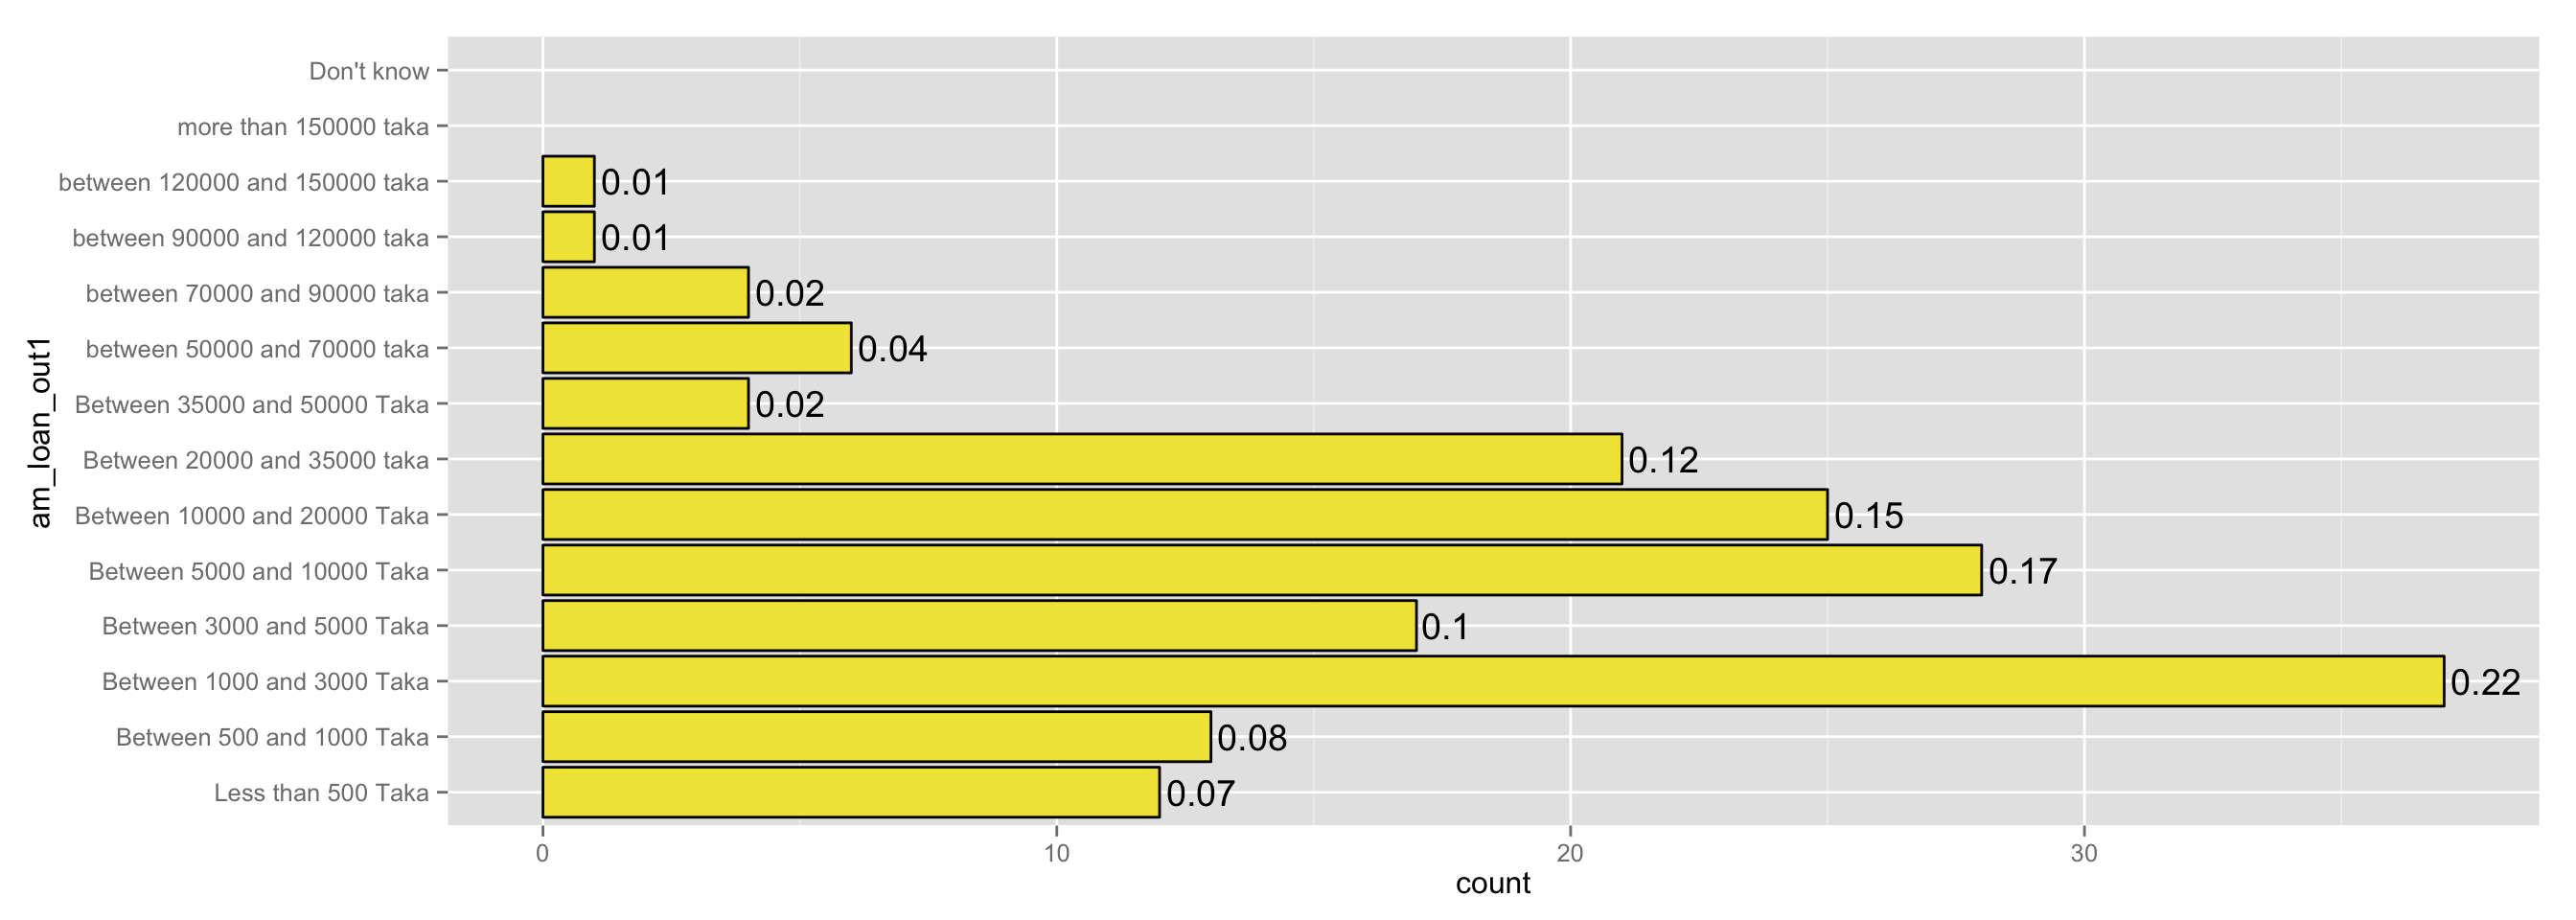 Don't know
more than 150000 taka
between 120000 and 150000 taka 0.01
between 90000 and 120000 taka 0.01
between 70000 and 90000 taka 0.02
between 50000 and 70000 taka 0.04
Between 35000 and 50000 Taka 0.02
Between 20000 and 35000 taka 0.12
Between 10000 and 20000 Taka 0.15
Between 5000 and 10000 Taka 0.17
Between 3000 and 5000 Taka 0.1
Between 1000 and 3000 Taka 0.22
Between 500 and 1000 Taka 0.08
Less than 500 Taka 0.07
am_loan_out1
0 10 20 30
count